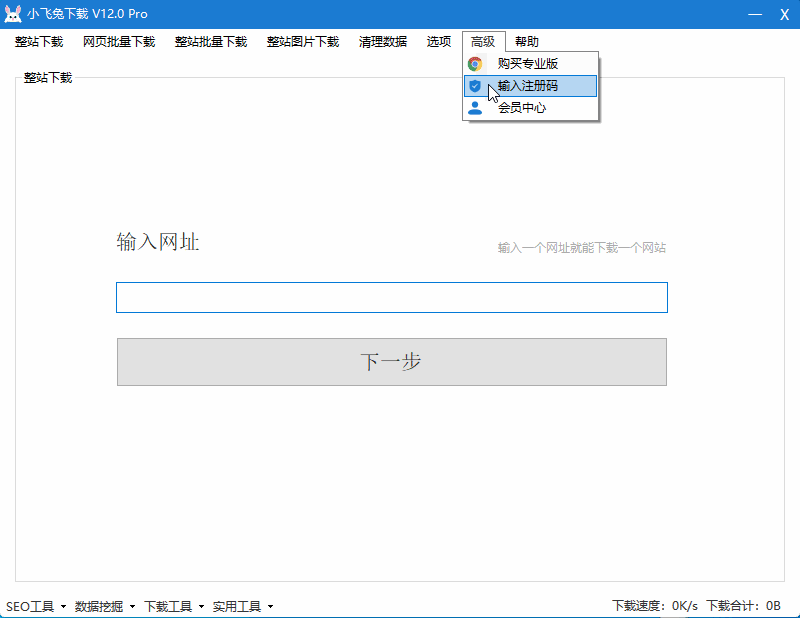 小飞兔下载 V12.0 Pro
整站下载 网页批量下载 整站批量下载 整站图片下载 清理数据 选项 高级 帮助
购买专业版
输入注册码
会员中心
整站下载
输入网址
输入一个网址就能下载一个网站
下一步
SEO工具 数据挖掘 下载工具 实用工具 下载速度：0K/s 下载合计：0B